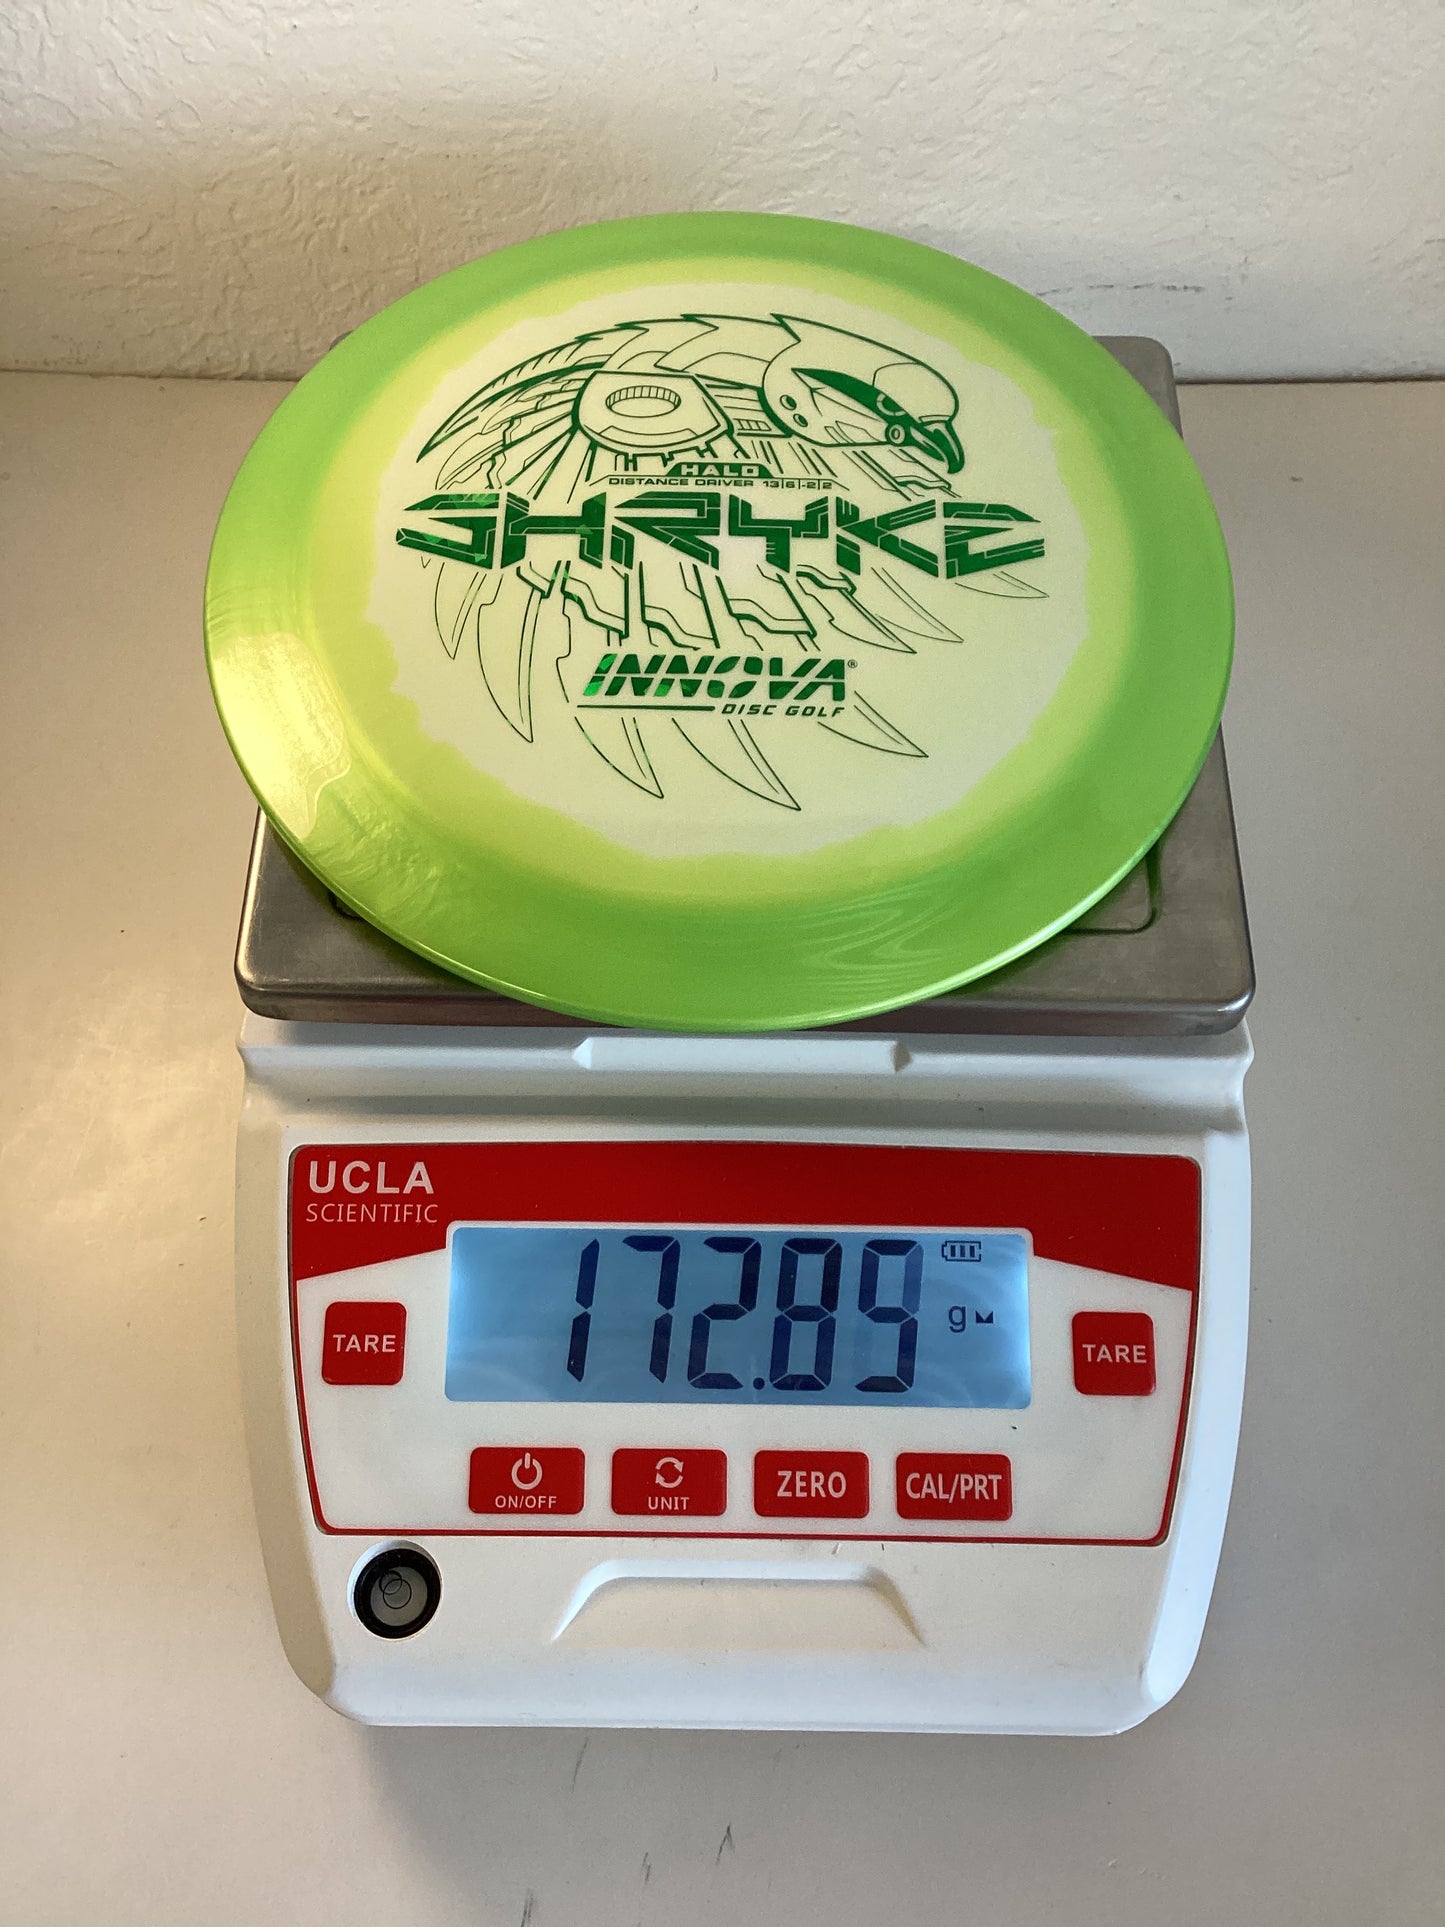 HALO
DISTANCE DRIVER 13|6|-2|2
SHRYKE
INNOVA®
DISC GOLF
UCLA
SCIENTIFIC
172.89
g
TARE
TARE
ON/OFF
UNIT
ZERO
CAL/PRT